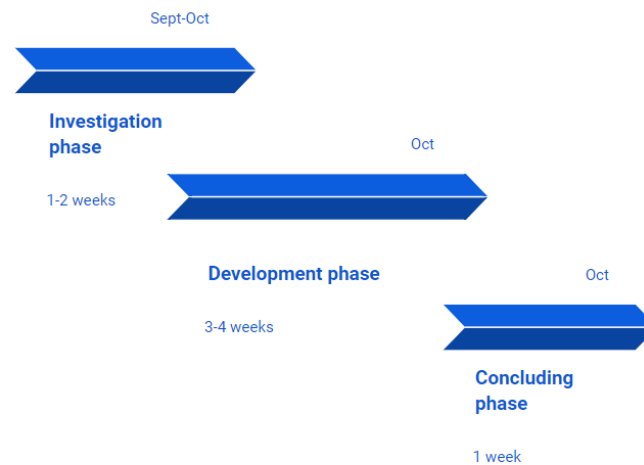 Sept-Oct
Investigation
phase
1-2 weeks
Oct
Development phase
3-4 weeks
Oct
Concluding
phase
1 week